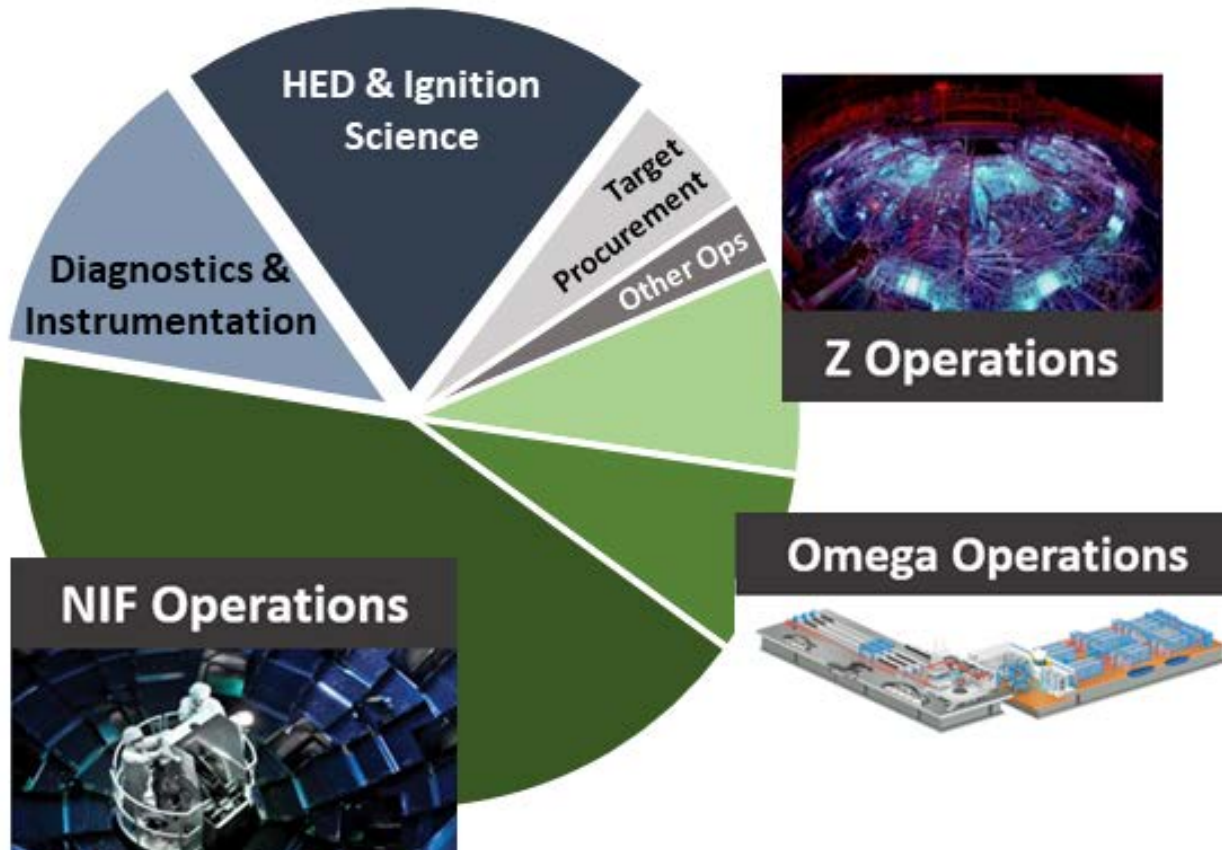 HED & Ignition
Science
Target
Procurement
Other Ops
Diagnostics &
Instrumentation
Z Operations
Omega Operations
NIF Operations